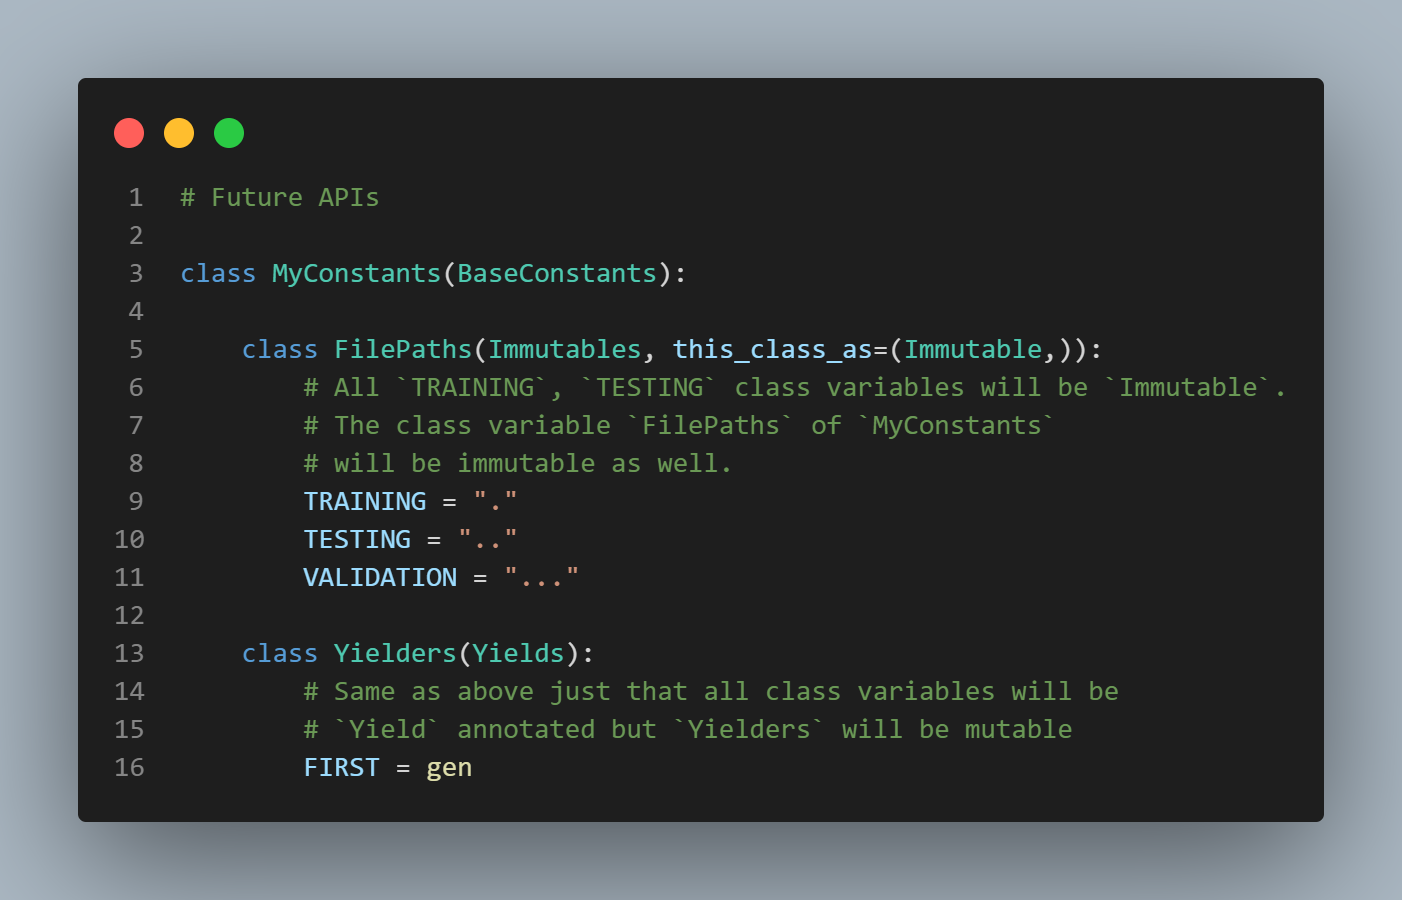 1 # Future APIs
2
3 class MyConstants(BaseConstants):
4
5     class FilePaths(Immutables, this_class_as=(Immutable,)):
6         # All `TRAINING`, `TESTING` class variables will be `Immutable`.
7         # The class variable `FilePaths` of `MyConstants`
8         # will be immutable as well.
9         TRAINING = "."
10         TESTING = ".."
11         VALIDATION = "..."
12
13     class Yielders(Yields):
14         # Same as above just that all class variables will be
15         # `Yield` annotated but `Yielders` will be mutable
16         FIRST = gen